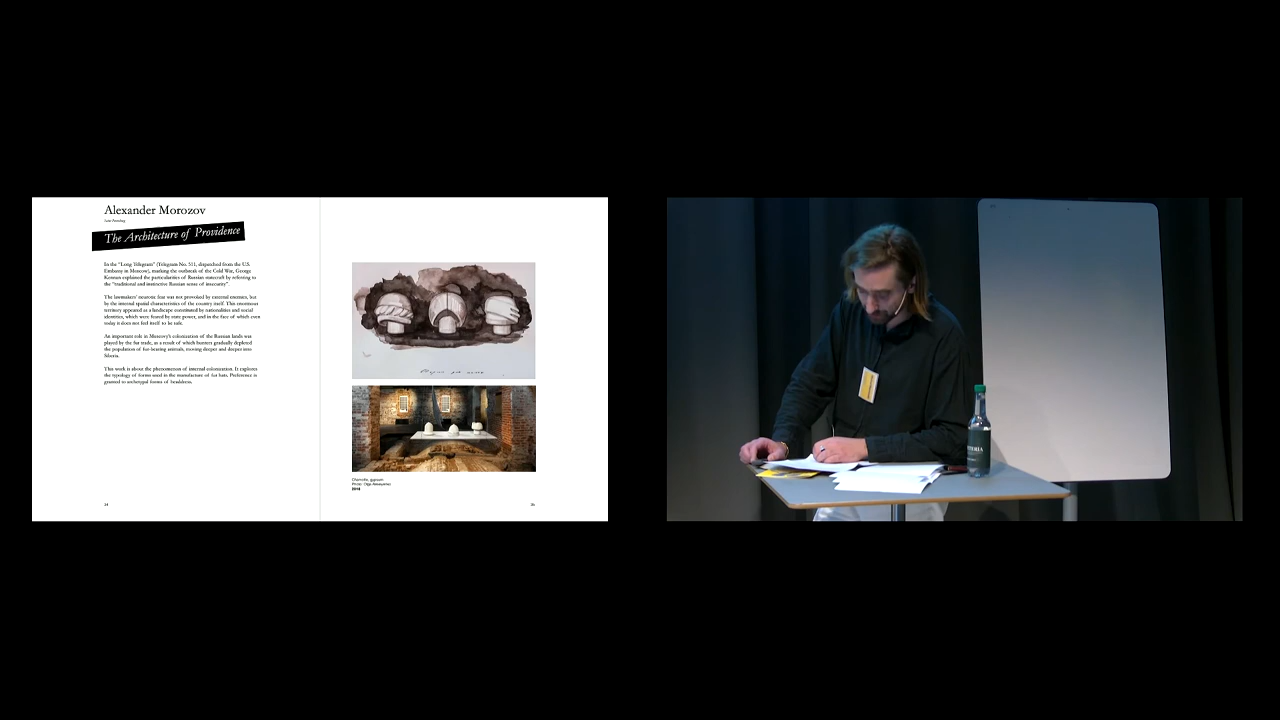 Alexander Morozov
The Architecture of Providence
In the "Long Telegram" (Telegram No. 511, dispatched from the U.S.
Embassy in Moscow), marking the outbreak of the Cold War, George
Kennan explained the particularities of Russian statecraft by referring to
the "traditional and instinctive Russian sense of insecurity".
The lawmakers' neurotic fear was not provoked by external enemies, but
by the internal spatial characteristics of the country itself. This enormous
territory appeared as a landscape constituted by nationalities and social
identities, which were feared by state power, and in the face of which even
today is does not feel itself to be safe.
An important role in Muscovy's colonization of the Russian lands was
played by the fur trade, as a result of which hunters gradually depleted
the population of fur-bearing animals, moving deeper and deeper into
Siberia.
This work is about the phenomenon of internal colonization. It explores
the typology of forms used in the manufacture of fur hats. Preference is
granted to archetypal forms of headdress.
Chamotte, gypsum
2018
34
35